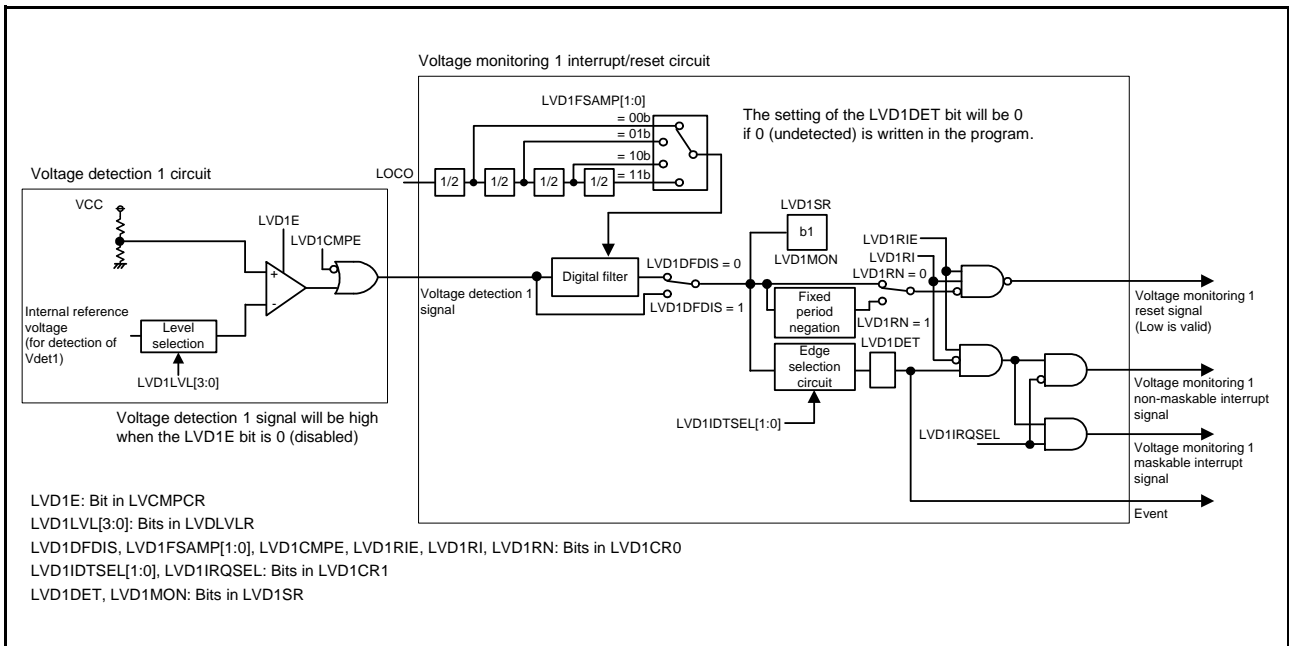 Voltage monitoring 1 interrupt/reset circuit
LVD1FSAMP[1:0]
= 00b
= 01b
= 10b
= 11b
The setting of the LVD1DET bit will be 0
if 0 (undetected) is written in the program.
LOCO
1/2
1/2
1/2
1/2
Voltage detection 1 circuit
VCC
LVD1E
LVD1CMPE
+
-
Internal reference
voltage
(for detection of
Vdet1)
Level
selection
LVD1LVL[3:0]
Voltage detection 1 signal will be high
when the LVD1E bit is 0 (disabled)
Voltage detection 1
signal
Digital filter
LVD1DFDIS = 0
LVD1DFDIS = 1
LVD1SR
b1
LVD1MON
LVD1RIE
LVD1RI
LVD1RN = 0
Fixed
period
negation
LVD1RN = 1
Edge
selection
circuit
LVD1DET
LVD1IDTSEL[1:0]
LVD1IRQSEL
Voltage monitoring 1
reset signal
(Low is valid)
Voltage monitoring 1
non-maskable interrupt
signal
Voltage monitoring 1
maskable interrupt
signal
Event
LVD1E: Bit in LVCMPCR
LVD1LVL[3:0]: Bits in LVDLVLR
LVD1DFDIS, LVD1FSAMP[1:0], LVD1CMPE, LVD1RIE, LVD1RI, LVD1RN: Bits in LVD1CR0
LVD1IDTSEL[1:0], LVD1IRQSEL: Bits in LVD1CR1
LVD1DET, LVD1MON: Bits in LVD1SR